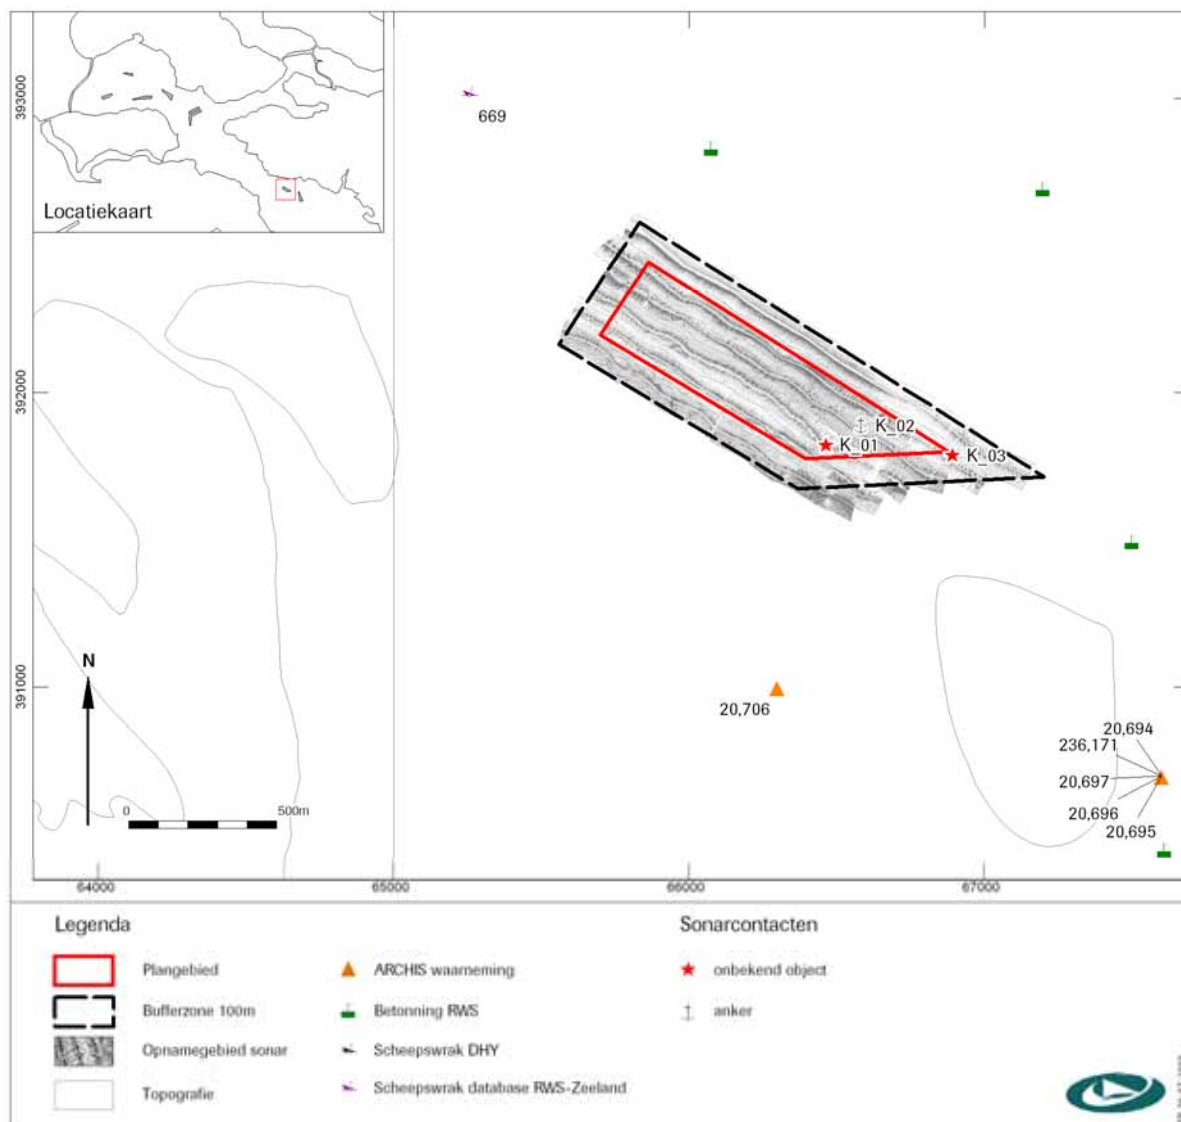 393000
392000
391000
Locatiekaart
669
K_02
K_01
K_03
N
0
500m
20,706
20,694
236,171
20,697
20,696
20,695
64000
65000
66000
67000
Legenda
Plangebied
Bufferzone 100m
Opnamegebied sonar
Topografie
ARCHIS waarneming
Betonning RWS
Scheepswrak DHY
Scheepswrak database RWS-Zeeland
Sonarcontacten
onbekend object
anker